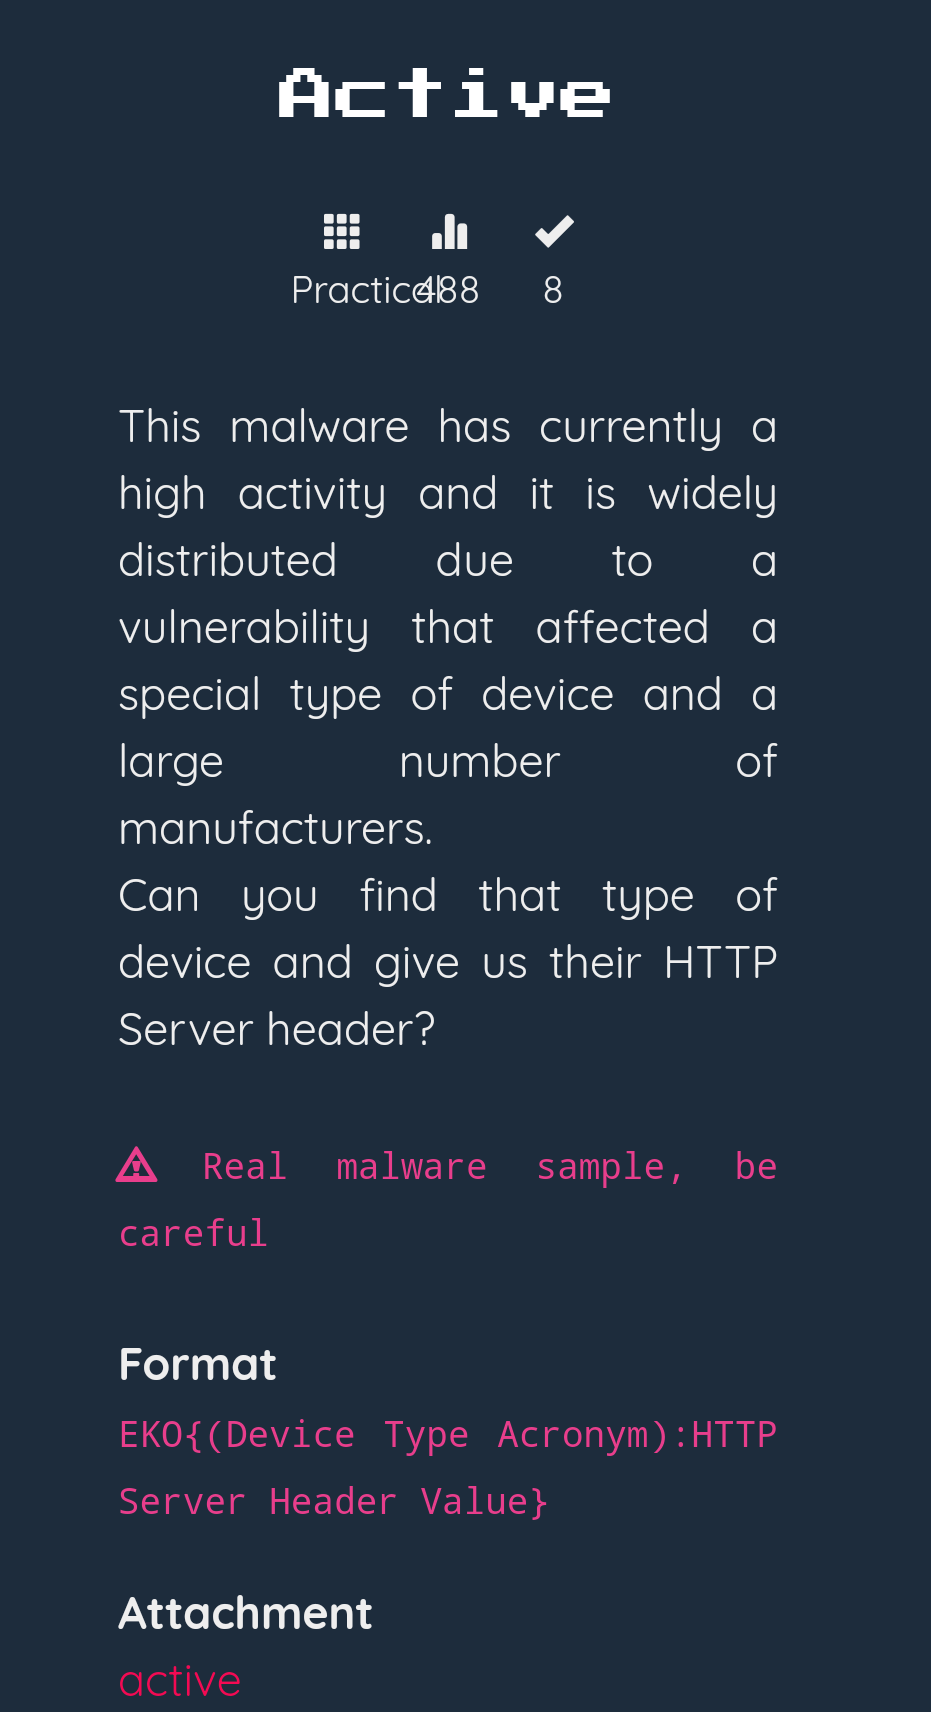 Active
Practical 488 8
This malware has currently a
high activity and it is widely
distributed due to a
vulnerability that affected a
special type of device and a
large number of
manufacturers.
Can you find that type of
device and give us their HTTP
Server header?
Real malware sample, be
careful
Format
EKO{(Device Type Acronym):HTTP
Server Header Value}
Attachment
active